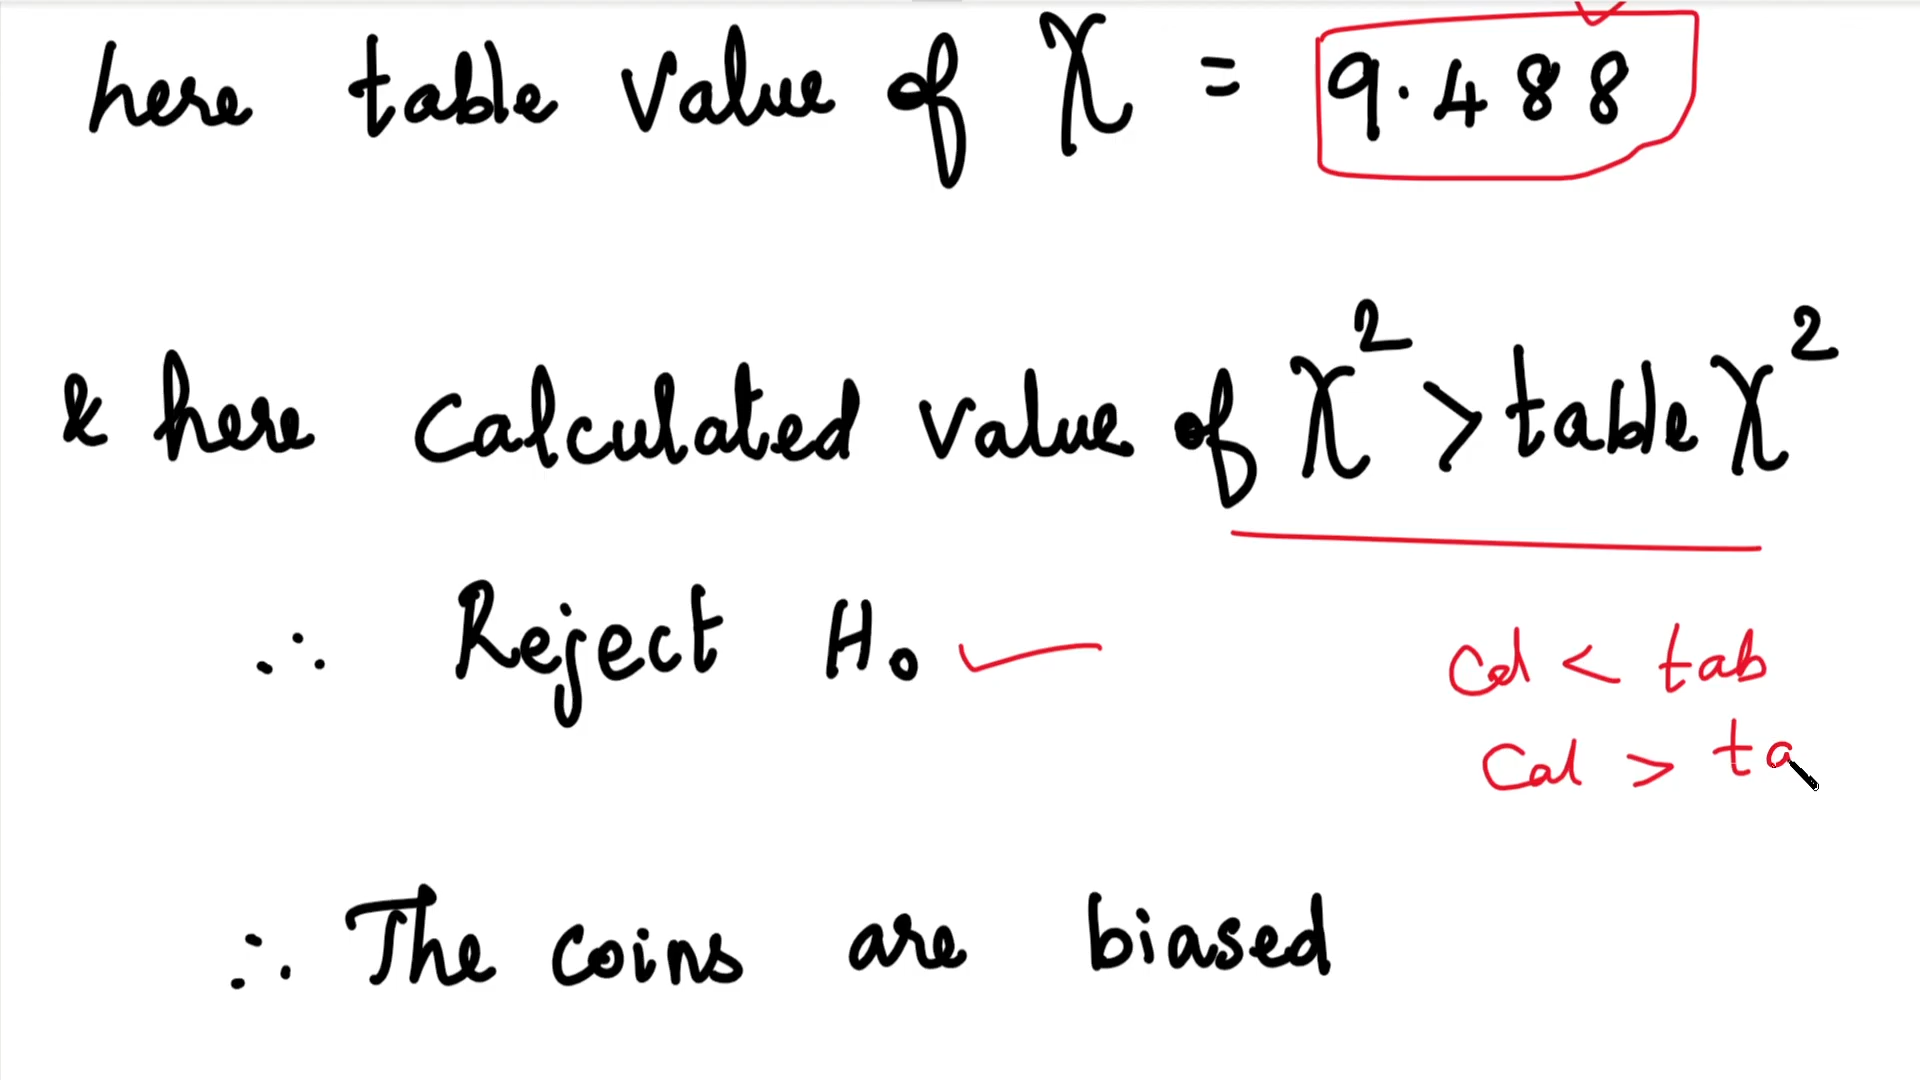 here table value of χ = 9.488
& here calculated value of χ² > table χ²
∴ Reject H₀
cal < tab
cal > ta
∴ The coins are biased